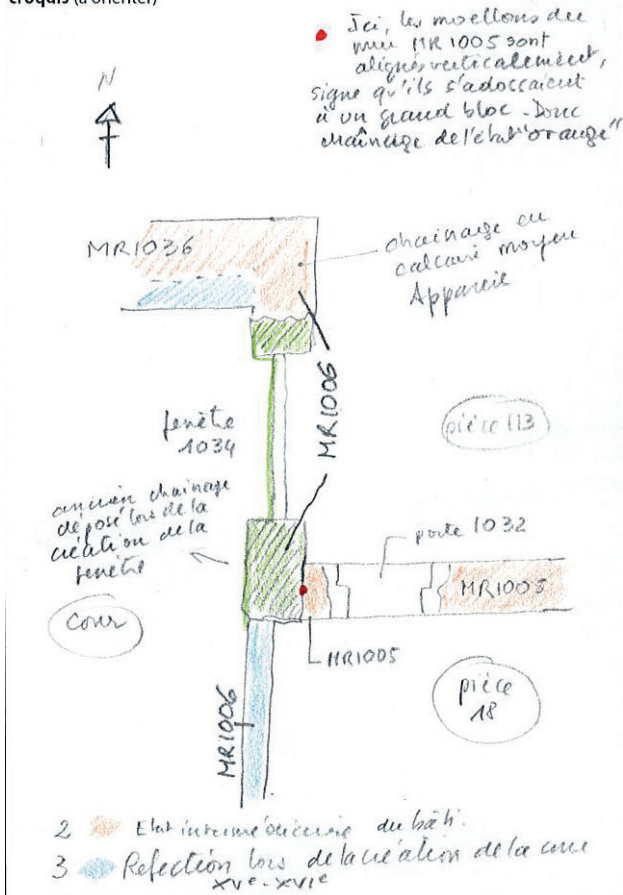 croquis (à orienter)
Ici, les moellons du
mur MR 1005 sont
alignés verticalement,
signe qu'ils s'adossaient
à un grand bloc. Donc
chaînage de l'état "orange"
N
MR1036
chaînage en
calcaire moyen
Appareil
MR1006
fenêtre
1034
pièce 113
ancien chaînage
déposé lors de la
création de la
fenêtre
porte 1032
MR1005
cour
MR1005
pièce
18
MR1006
2 Etat intermédiaire du bâti.
3 Refection lors de la création de la cour
XVe-XVIe